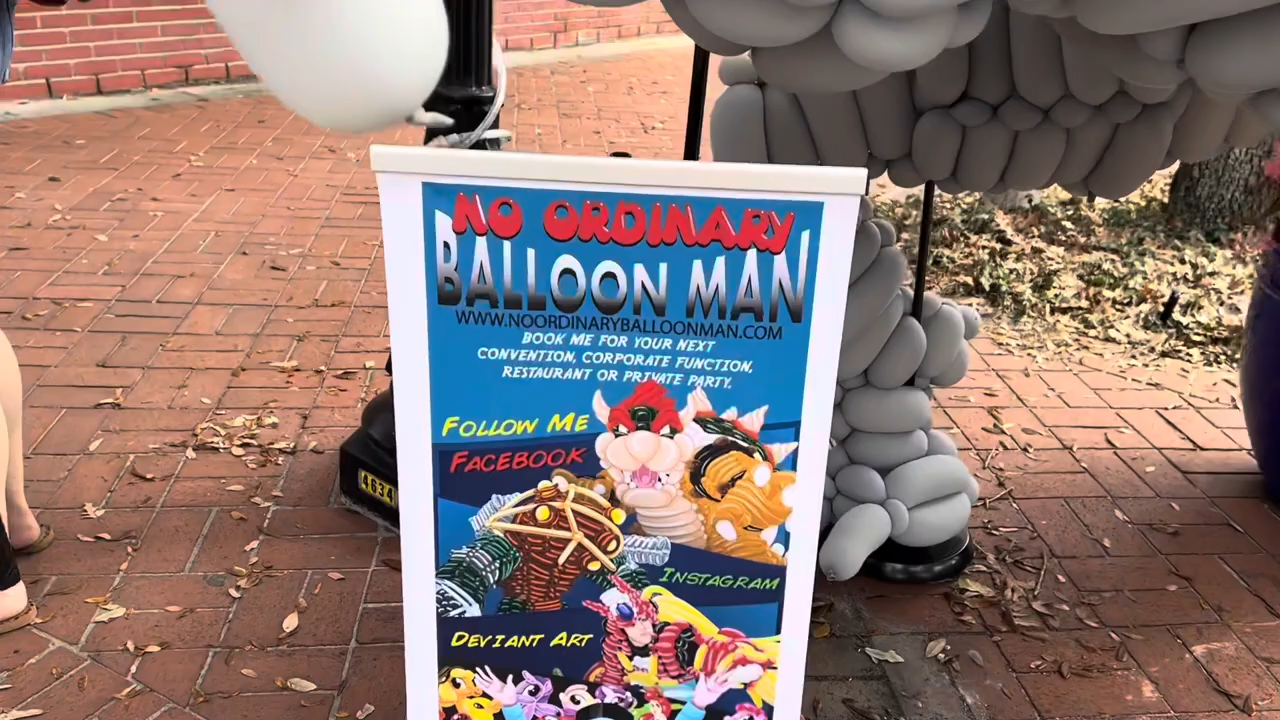 NO ORDINARY
BALLOON MAN
WWW.NOORDINARYBALLOONMAN.COM
BOOK ME FOR YOUR NEXT
CONVENTION, CORPORATE FUNCTION,
RESTAURANT OR PRIVATE PARTY.
FOLLOW ME
FACEBOOK
4634
INSTAGRAM
DEVIANT ART